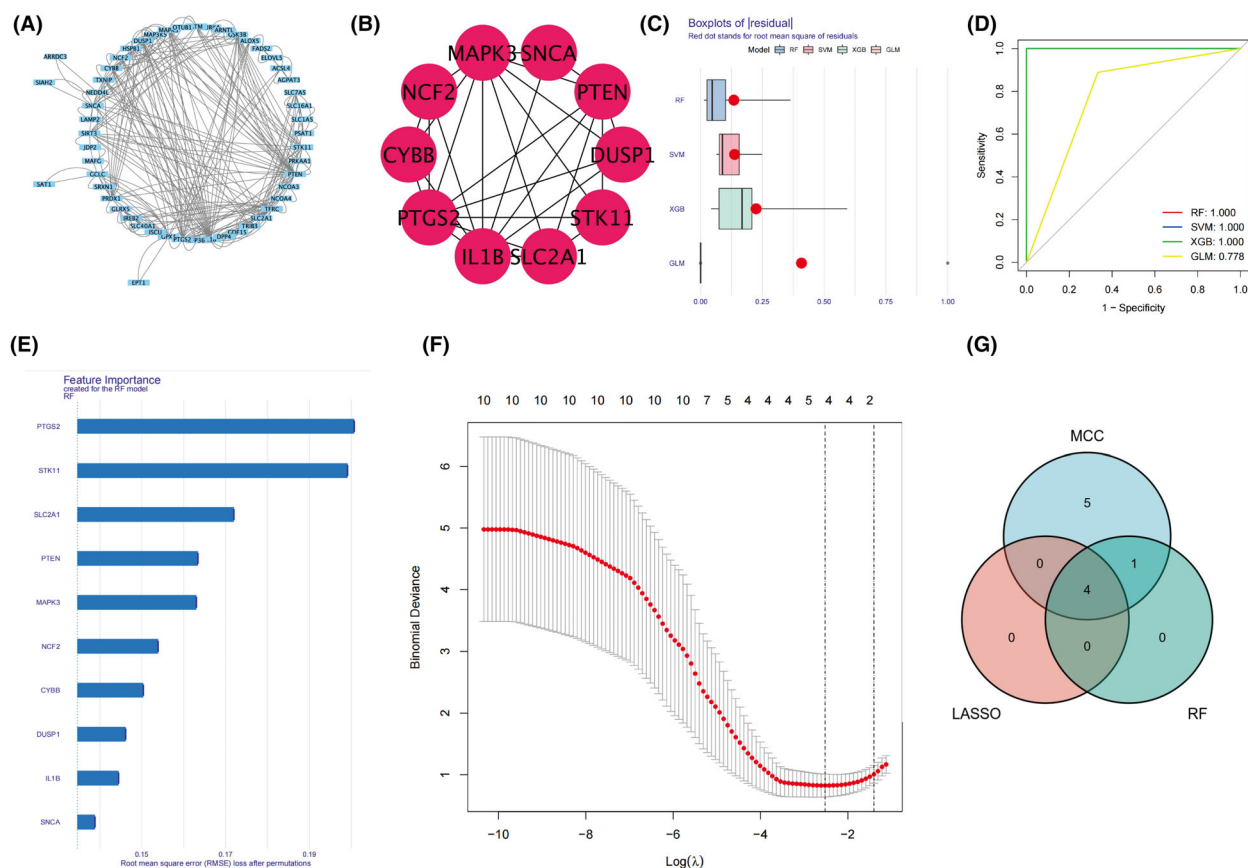 (A)
ARRDC3
SIAH2
SAT1
EPT1
DUSP1
HSPB1
NCF2
CYBB
TXNIP
NEDD4L
SNCA
LAMP2
SIRT3
JDP2
MAFG
GCLC
SRXN1
PRDX1
GLRX5
IREB2
SLC40A1
ISCU
PTGS2
DPP4
GDF15
TRIB3
SLC2A1
TFRC
NCOA4
NCOA3
PTEN
PRKAA1
STK11
PSAT1
SLC1A5
SLC16A1
SLC7A5
AGPAT3
ACSL4
ELOVL5
FADS2
ALOX5
GSK3B
ARNTL
OTUB1
MAP3K5
(B)
MAPK3
SNCA
NCF2
PTEN
CYBB
DUSP1
PTGS2
STK11
IL1B
SLC2A1
(C)
Boxplots of |residual|
Red dot stands for root mean square of residuals
Model RF SVM XGB GLM
RF
SVM
XGB
GLM
0.00 0.25 0.50 0.75 1.00
(D)
Sensitivity
1.0
0.8
0.6
0.4
0.2
0.0
RF: 1.000
SVM: 1.000
XGB: 1.000
GLM: 0.778
0.0 0.2 0.4 0.6 0.8 1.0
1 − Specificity
(E)
Feature Importance
created for the RF model
RF
PTGS2
STK11
SLC2A1
PTEN
MAPK3
NCF2
CYBB
DUSP1
IL1B
SNCA
0.15 0.17 0.19
Root mean square error (RMSE) loss after permutations
(F)
10 10 10 10 10 10 10 10 10 7 5 4 4 4 5 4 4 2
Binomial Deviance
6
5
4
3
2
1
−10 −8 −6 −4 −2
Log(λ)
(G)
MCC
5
0
1
4
0
0
0
LASSO
RF